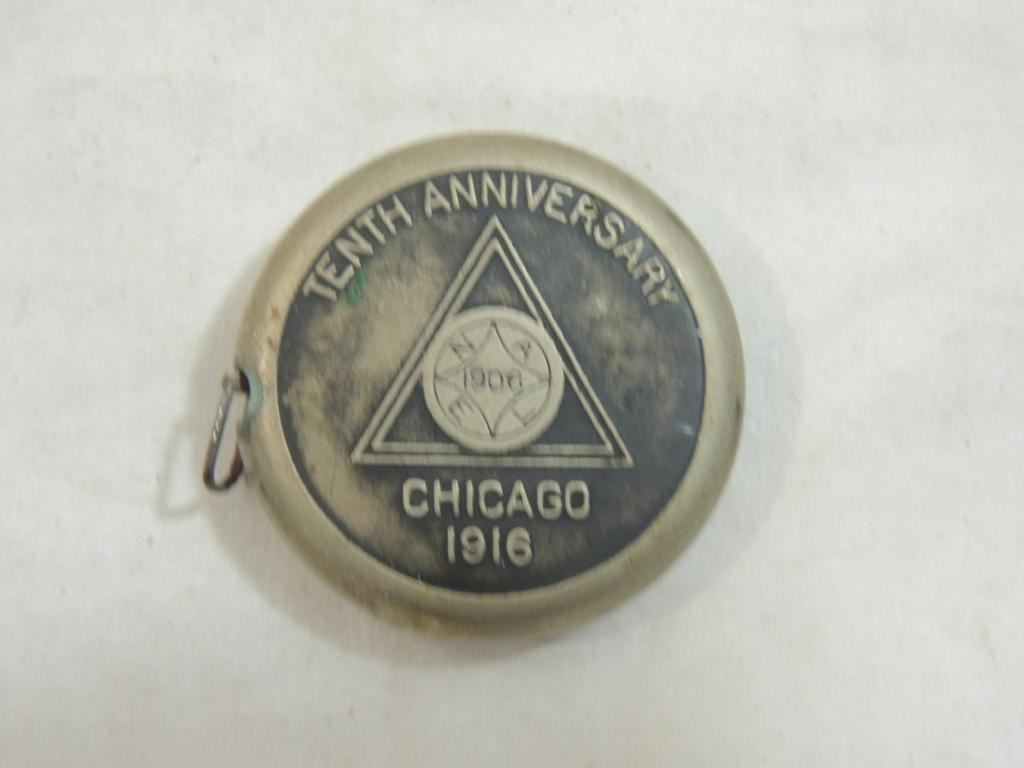 TENTH ANNIVERSARY
N A
1906
E L
CHICAGO
1916